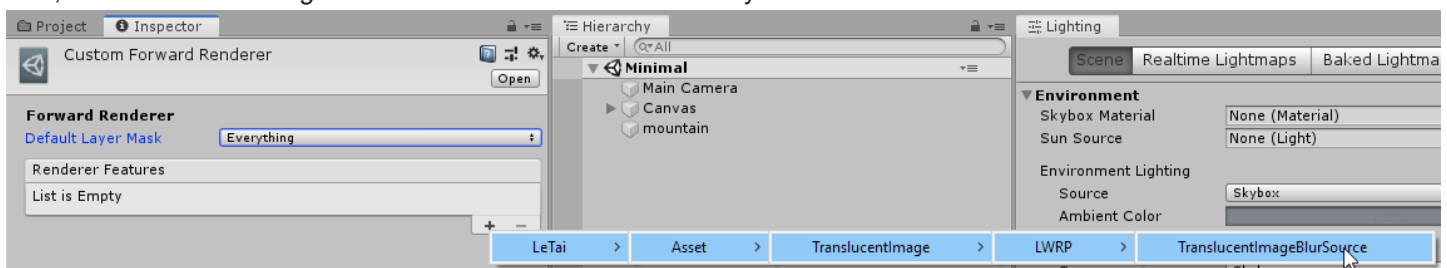 Project
Inspector
Custom Forward Renderer
Open
Forward Renderer
Default Layer Mask
Everything
Renderer Features
List is Empty
+ -
Hierarchy
Create
All
Minimal
Main Camera
Canvas
mountain
Lighting
Scene
Realtime Lightmaps
Baked Lightma
Environment
Skybox Material
None (Material)
Sun Source
None (Light)
Environment Lighting
Source
Skybox
Ambient Color
LeTai > Asset > TranslucentImage > LWRP > TranslucentImageBlurSource